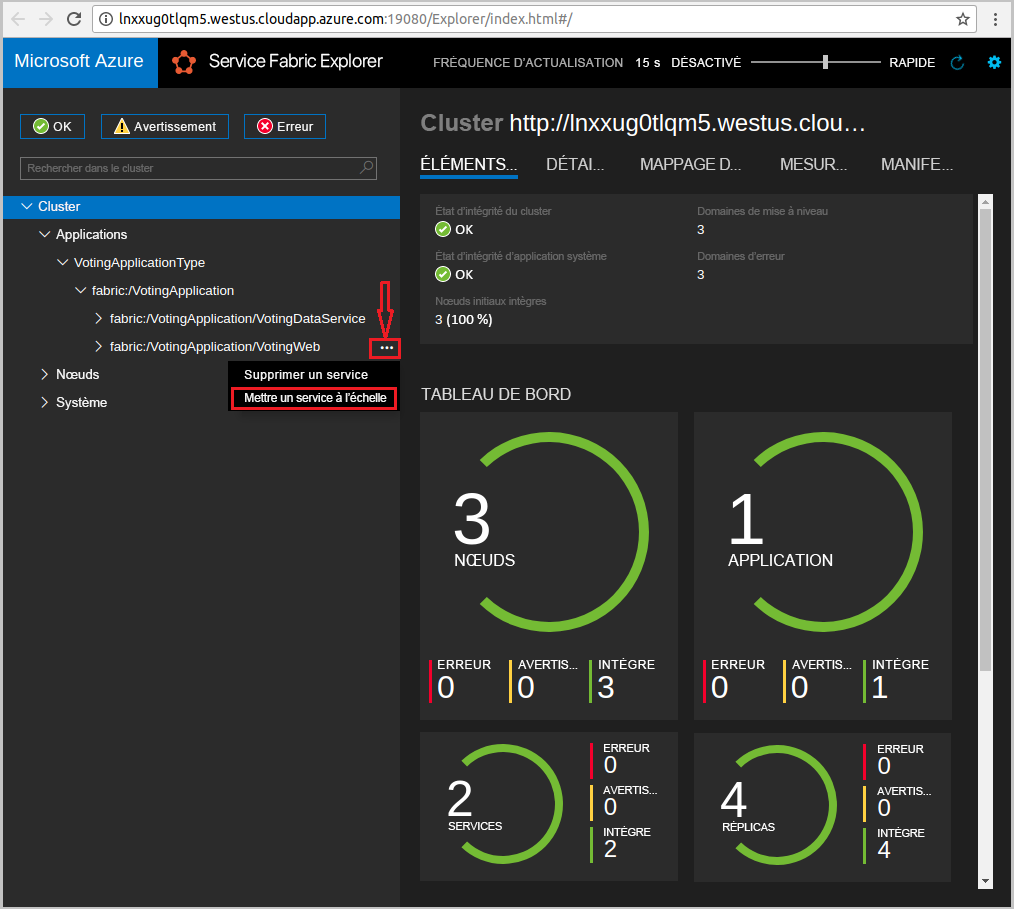 lnxxug0tlqm5.westus.cloudapp.azure.com:19080/Explorer/index.html#/
Microsoft Azure
Service Fabric Explorer
FRÉQUENCE D'ACTUALISATION 15 s DÉSACTIVÉ RAPIDE
OK Avertissement Erreur
Rechercher dans le cluster
Cluster
Applications
VotingApplicationType
fabric:/VotingApplication
fabric:/VotingApplication/VotingDataService
fabric:/VotingApplication/VotingWeb
•••
Supprimer un service
Mettre un service à l'échelle
Nœuds
Système
Cluster http://lnxxug0tlqm5.westus.clou…
ÉLÉMENTS... DÉTAI... MAPPAGE D... MESUR... MANIFE...
État d'intégrité du cluster
OK
Domaines de mise à niveau
3
État d'intégrité d'application système
OK
Domaines d'erreur
3
Nœuds initiaux intègres
3 (100 %)
TABLEAU DE BORD
3
NŒUDS
ERREUR
0
AVERTIS...
0
INTÈGRE
3
1
APPLICATION
ERREUR
0
AVERTIS...
0
INTÈGRE
1
2
SERVICES
ERREUR
0
AVERTIS...
0
INTÈGRE
2
4
RÉPLICAS
ERREUR
0
AVERTIS...
0
INTÈGRE
4